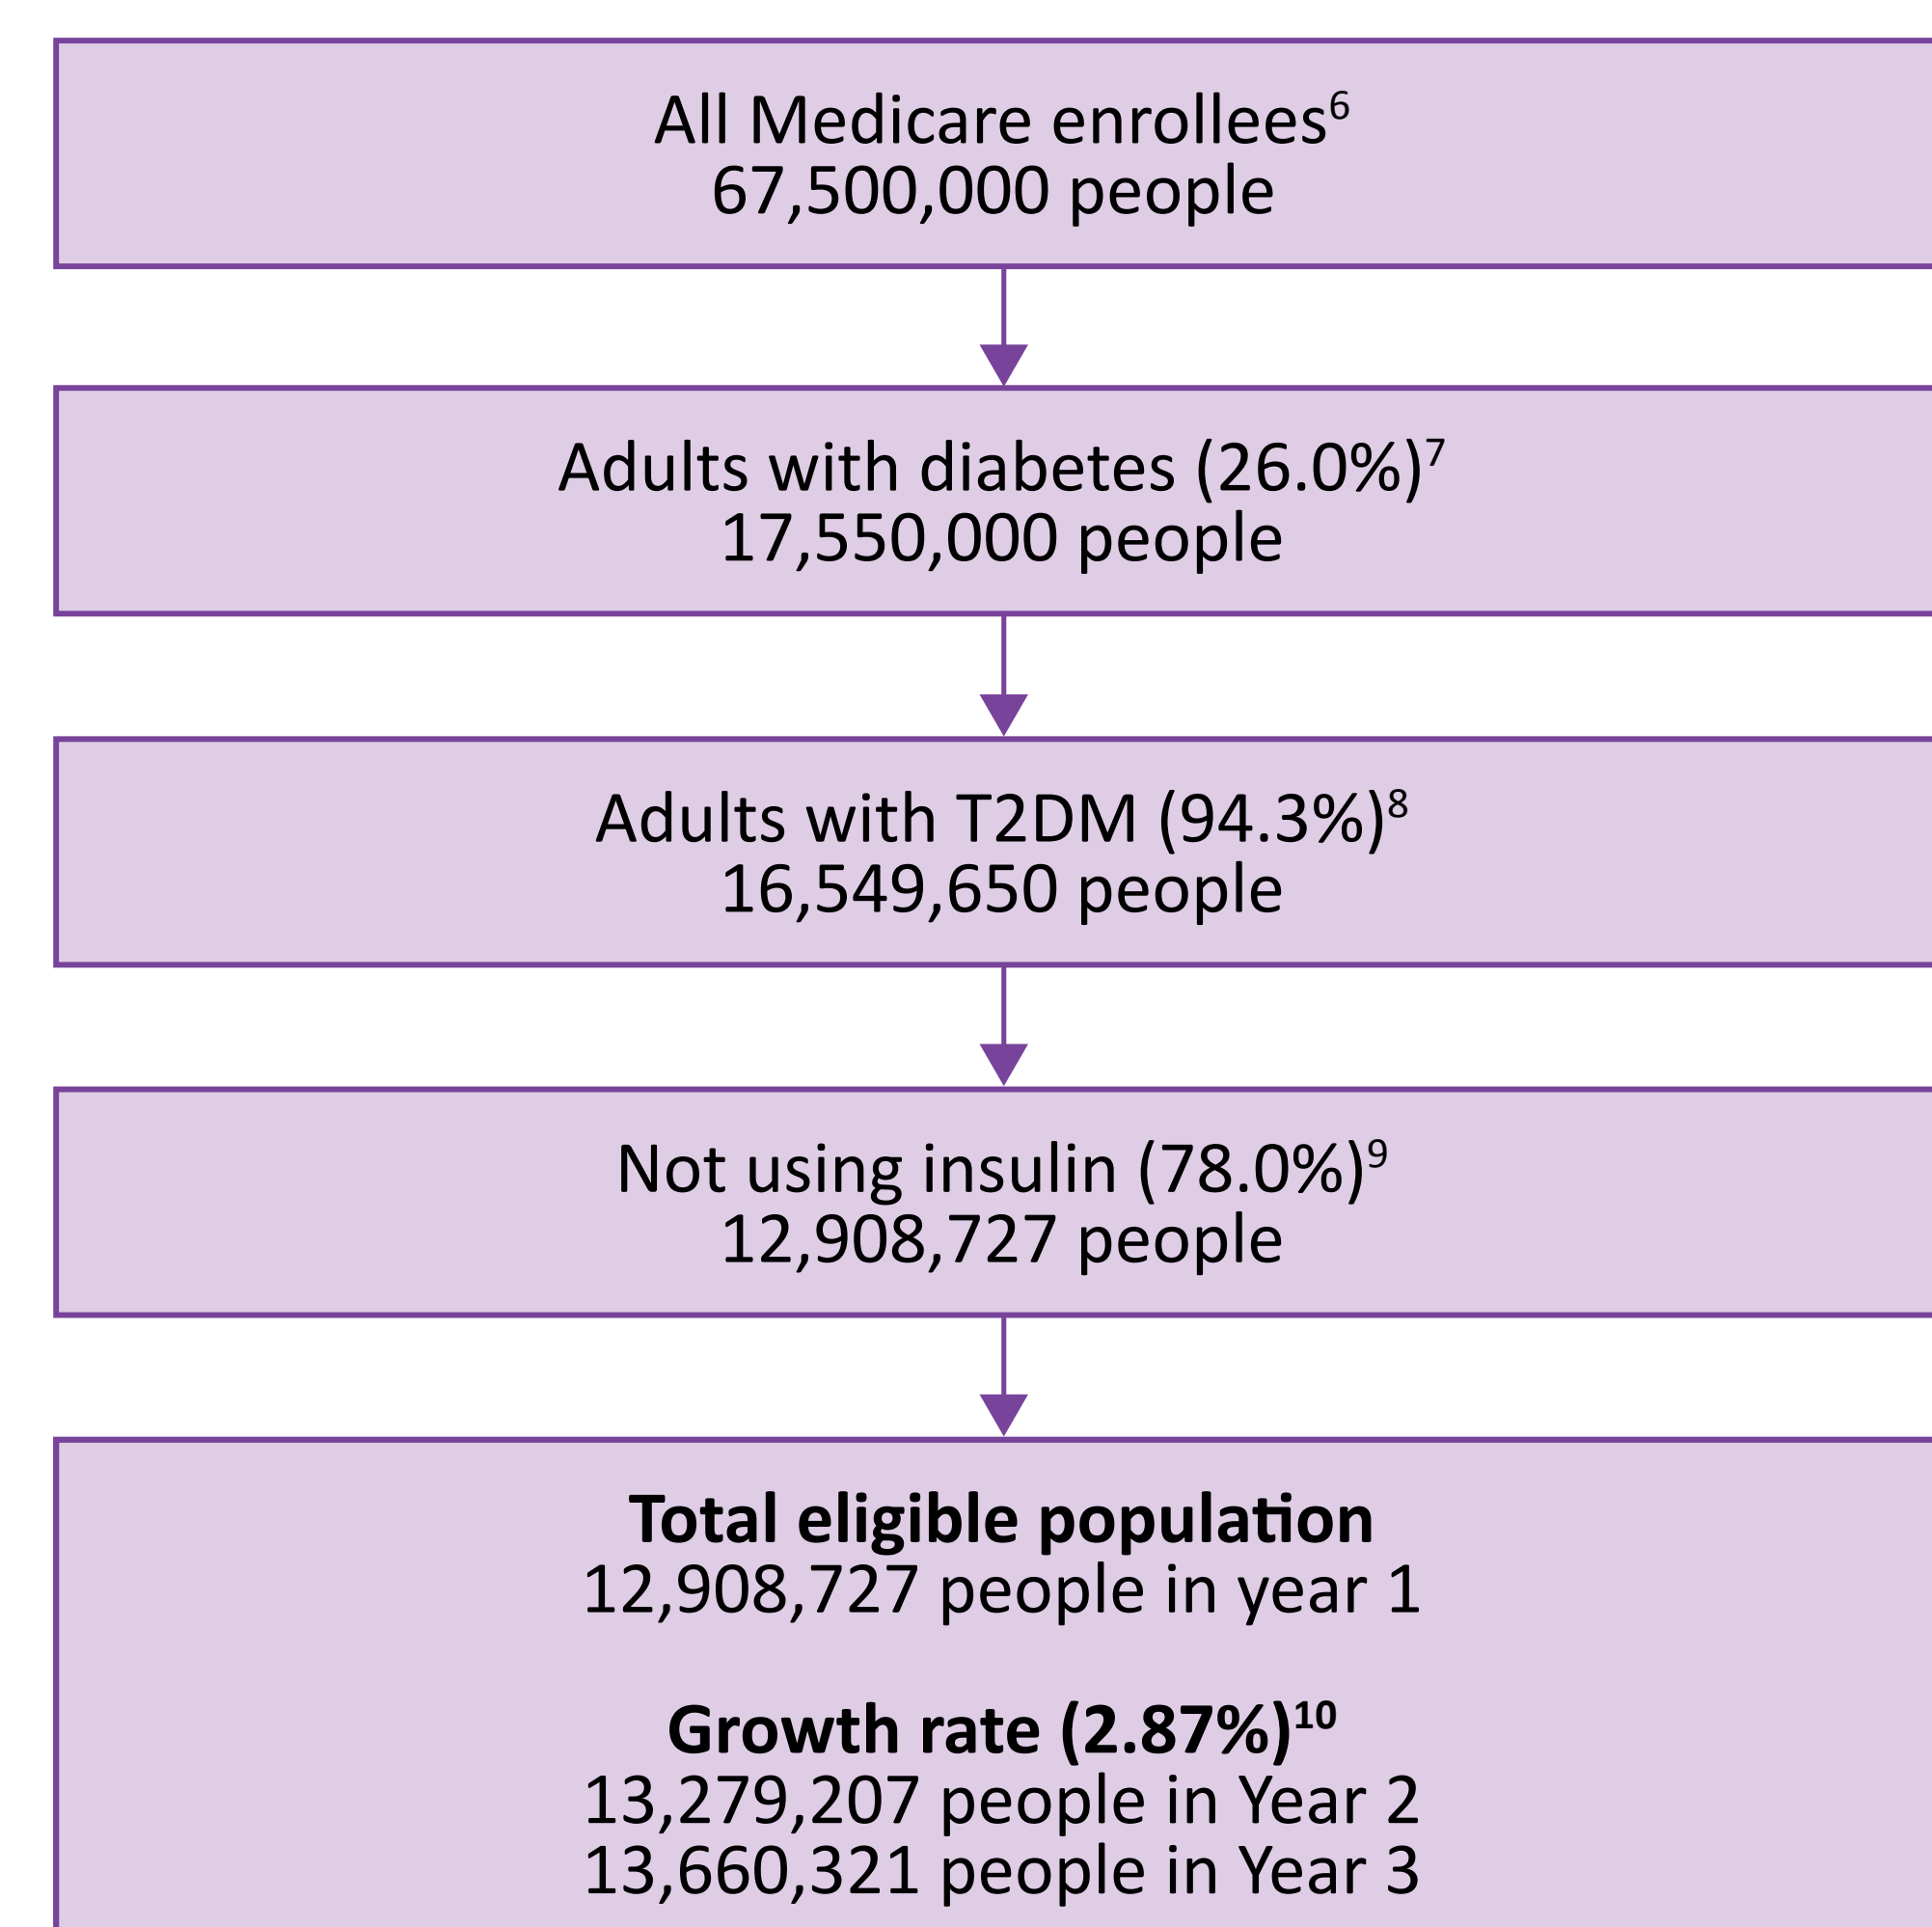 All Medicare enrollees⁶
67,500,000 people
Adults with diabetes (26.0%)⁷
17,550,000 people
Adults with T2DM (94.3%)⁸
16,549,650 people
Not using insulin (78.0%)⁹
12,908,727 people
Total eligible population
12,908,727 people in year 1
Growth rate (2.87%)¹⁰
13,279,207 people in Year 2
13,660,321 people in Year 3